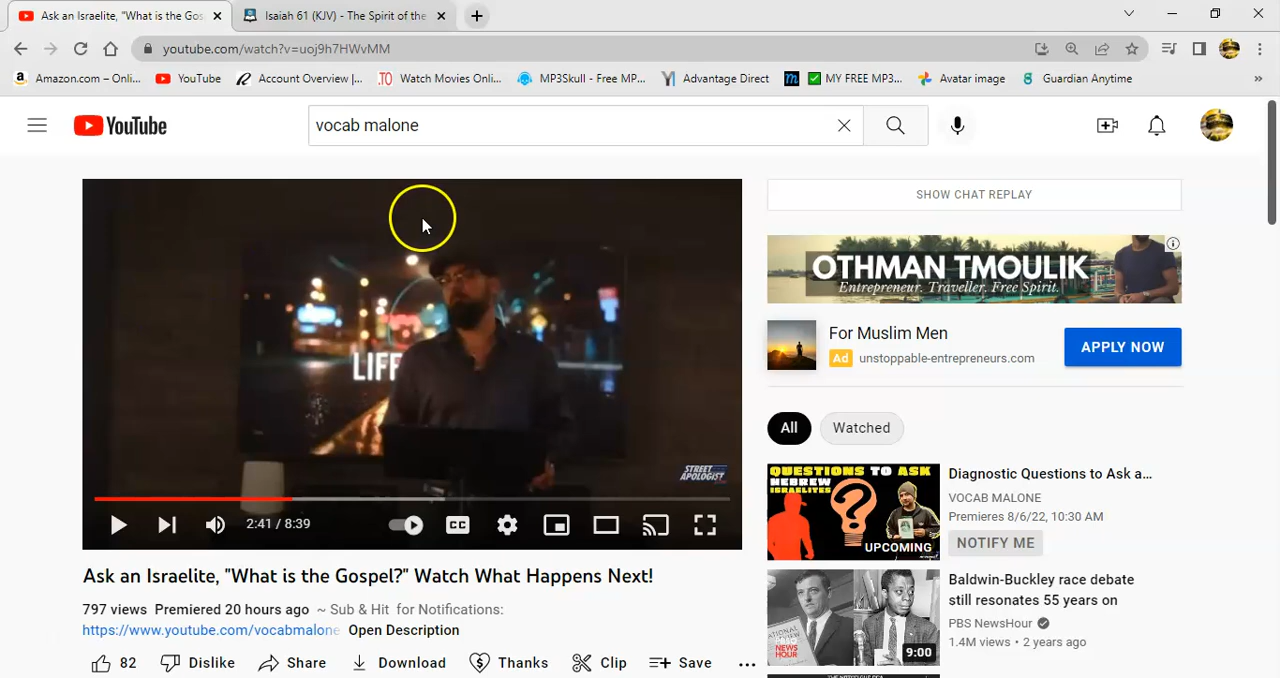 Ask an Israelite, "What is the Gos
Isaiah 61 (KJV) - The Spirit of the
youtube.com/watch?v=uoj9h7HWvMM
Amazon.com – Onli...
YouTube
Account Overview |...
.TO
Watch Movies Onli...
MP3Skull - Free MP...
Advantage Direct
m
MY FREE MP3...
Avatar image
Guardian Anytime
»
YouTube
vocab malone
SHOW CHAT REPLAY
OTHMAN TMOULIK
Entrepreneur. Traveller. Free Spirit.
For Muslim Men
Ad unstoppable-entrepreneurs.com
APPLY NOW
All
Watched
LIF
STREET
APOLOGIST
2:41 / 8:39
CC
QUESTIONS TO ASK
HEBREW
ISRAELITES
UPCOMING
Diagnostic Questions to Ask a...
VOCAB MALONE
Premieres 8/6/22, 10:30 AM
NOTIFY ME
9:00
Baldwin-Buckley race debate
still resonates 55 years on
PBS NewsHour
1.4M views • 2 years ago
Ask an Israelite, "What is the Gospel?" Watch What Happens Next!
797 views Premiered 20 hours ago ~ Sub & Hit for Notifications:
https://www.youtube.com/vocabmalone Open Description
82
Dislike
Share
Download
Thanks
Clip
Save
...